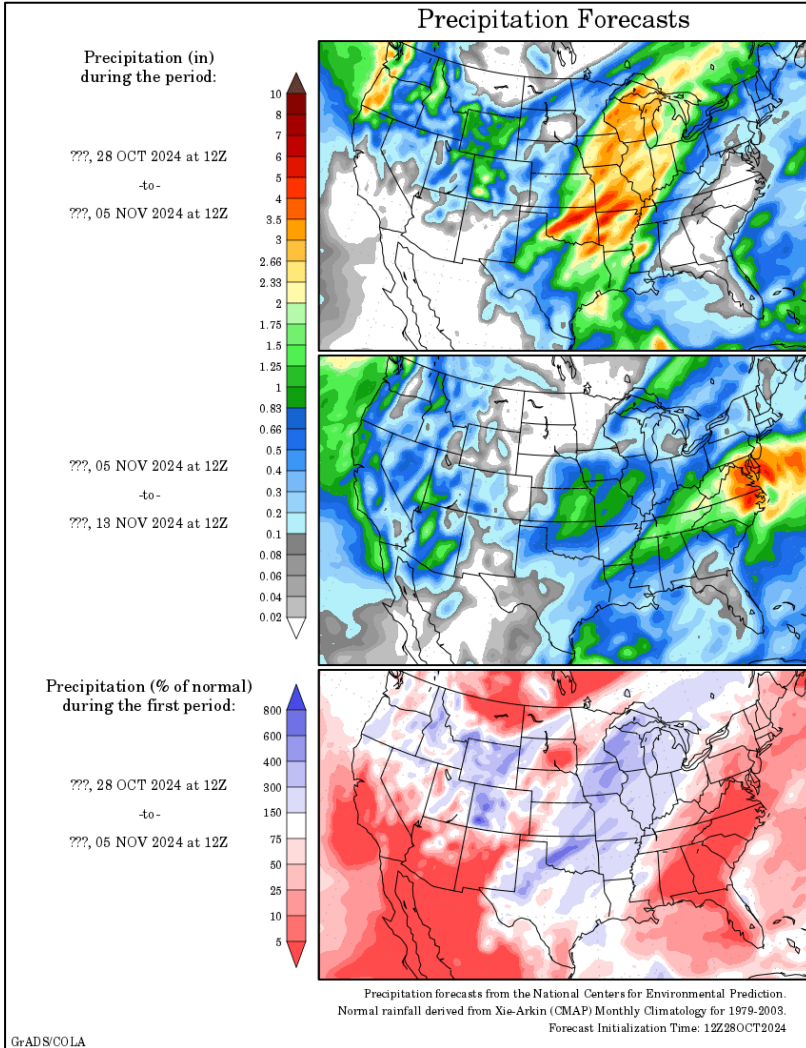 Precipitation Forecasts
Precipitation (in)
during the period:
???, 28 OCT 2024 at 12Z
-to-
???, 05 NOV 2024 at 12Z
10
8
7
6
5
4
3.5
3
2.66
2.33
2
1.75
1.5
1.25
1
0.83
0.66
0.5
0.4
0.3
0.2
0.1
0.08
0.06
0.04
0.02
???, 05 NOV 2024 at 12Z
-to-
???, 13 NOV 2024 at 12Z
Precipitation (% of normal)
during the first period:
800
600
400
300
150
75
50
25
10
5
???, 28 OCT 2024 at 12Z
-to-
???, 05 NOV 2024 at 12Z
Precipitation forecasts from the National Centers for Environmental Prediction.
Normal rainfall derived from Xie-Arkin (CMAP) Monthly Climatology for 1979-2003.
Forecast Initialization Time: 12Z28OCT2024
GrADS/COLA